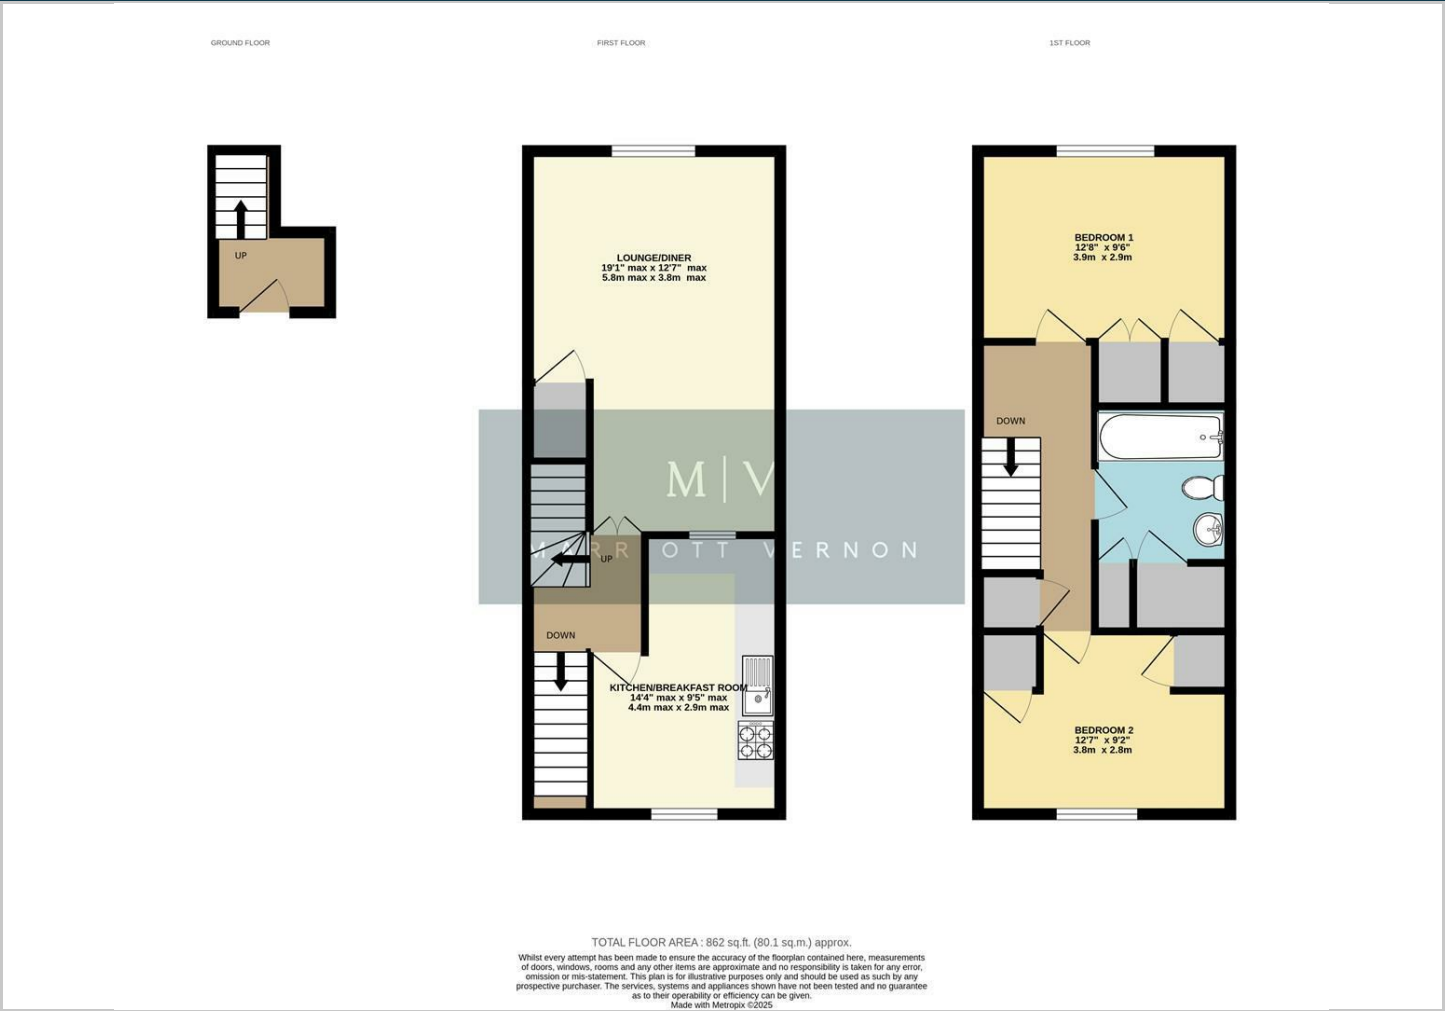 GROUND FLOOR
FIRST FLOOR
1ST FLOOR
UP
LOUNGE/DINER
19'1" max x 12'7" max
5.8m max x 3.8m max
BEDROOM 1
12'8" x 9'6"
3.9m x 2.9m
DOWN
M|V
MARRIOTT VERNON
UP
DOWN
KITCHEN/BREAKFAST ROOM
14'4" max x 9'5" max
4.4m max x 2.9m max
BEDROOM 2
12'7" x 9'2"
3.8m x 2.8m
TOTAL FLOOR AREA : 862 sq.ft. (80.1 sq.m.) approx.
Whilst every attempt has been made to ensure the accuracy of the floorplan contained here, measurements
of doors, windows, rooms and any other items are approximate and no responsibility is taken for any error,
omission or mis-statement. This plan is for illustrative purposes only and should be used as such by any
prospective purchaser. The services, systems and appliances shown have not been tested and no guarantee
as to their operability or efficiency can be given.
Made with Metropix ©2025